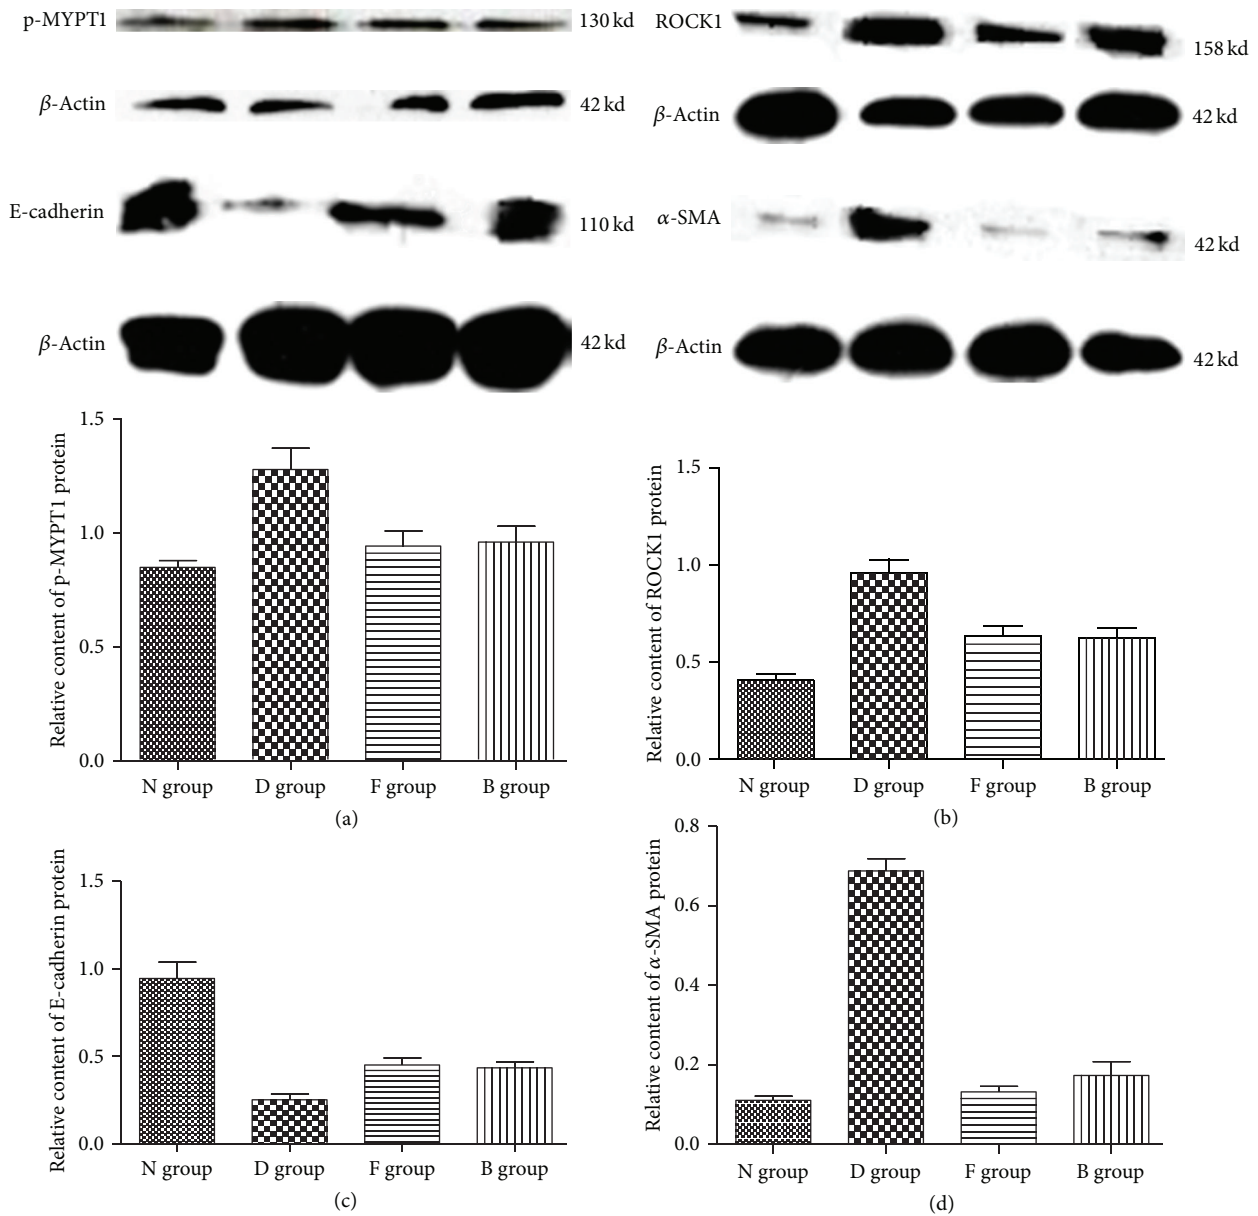 p-MYPT1 130 kd
β-Actin 42 kd
E-cadherin 110 kd
β-Actin 42 kd
ROCK1 158 kd
β-Actin 42 kd
α-SMA 42 kd
β-Actin 42 kd
Relative content of p-MYPT1 protein
1.5
1.0
0.5
0.0
N group D group F group B group
(a)
Relative content of ROCK1 protein
1.5
1.0
0.5
0.0
N group D group F group B group
(b)
Relative content of E-cadherin protein
1.5
1.0
0.5
0.0
N group D group F group B group
(c)
Relative content of α-SMA protein
0.8
0.6
0.4
0.2
0.0
N group D group F group B group
(d)